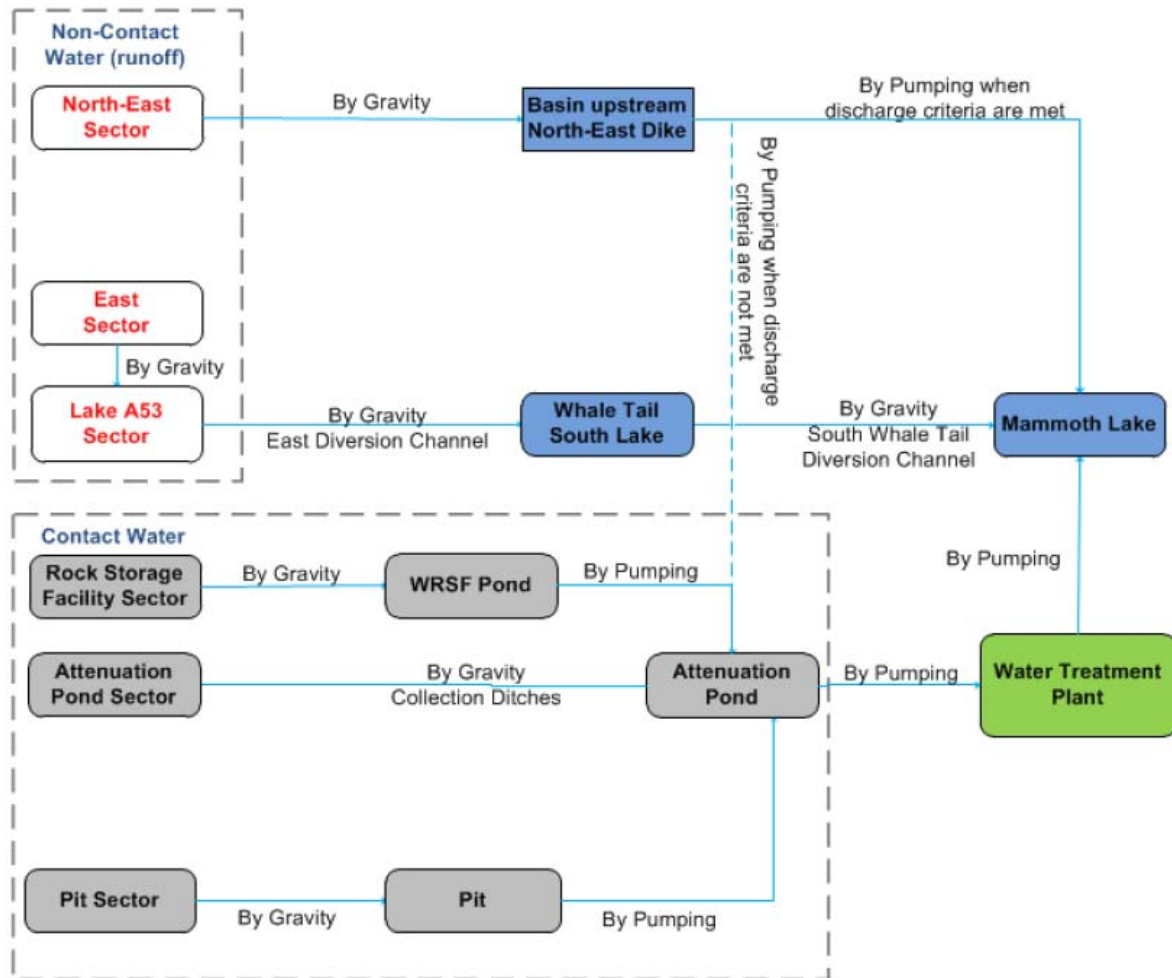 Non-Contact
Water (runoff)
North-East
Sector
By Gravity
Basin upstream
North-East Dike
By Pumping when
discharge criteria are met
By Pumping when discharge
criteria are not met
East
Sector
By Gravity
Lake A53
Sector
By Gravity
East Diversion Channel
Whale Tail
South Lake
By Gravity
South Whale Tail
Diversion Channel
Mammoth Lake
Contact Water
Rock Storage
Facility Sector
By Gravity
WRSF Pond
By Pumping
By Pumping
Attenuation
Pond Sector
By Gravity
Collection Ditches
Attenuation
Pond
By Pumping
Water Treatment
Plant
Pit Sector
By Gravity
Pit
By Pumping